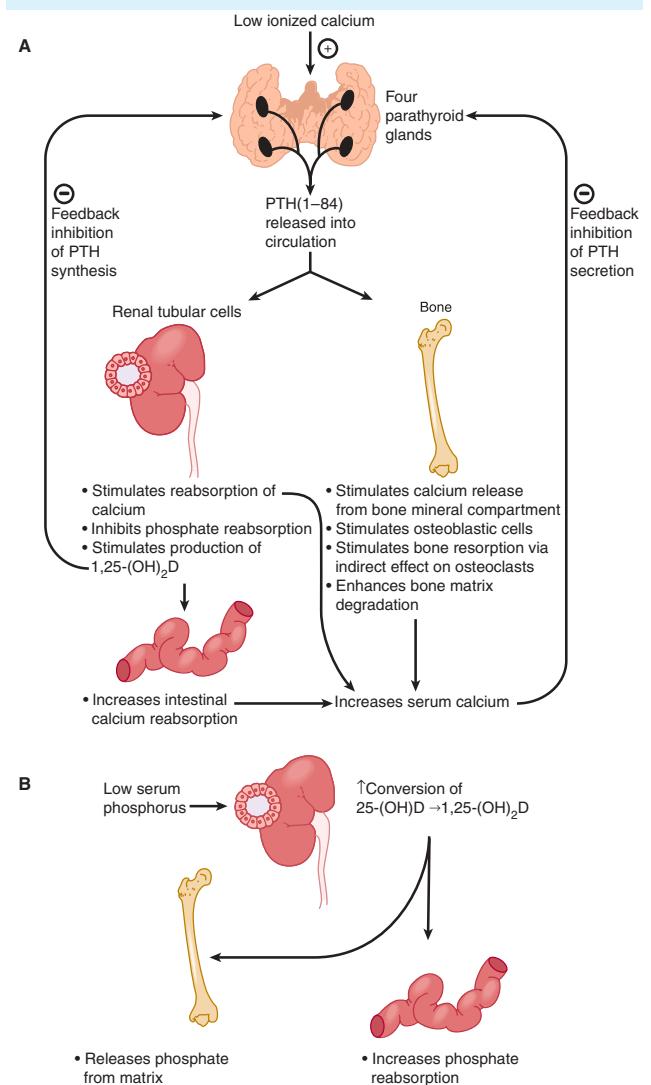 A
Low ionized calcium
+
Four
parathyroid
glands
PTH(1–84)
released into
circulation
−
Feedback
inhibition
of PTH
synthesis
−
Feedback
inhibition
of PTH
secretion
Renal tubular cells
Bone
• Stimulates reabsorption of
calcium
• Inhibits phosphate reabsorption
• Stimulates production of
1,25-(OH)₂D
• Stimulates calcium release
from bone mineral compartment
• Stimulates osteoblastic cells
• Stimulates bone resorption via
indirect effect on osteoclasts
• Enhances bone matrix
degradation
• Increases intestinal
calcium reabsorption
Increases serum calcium
B
Low serum
phosphorus
↑Conversion of
25-(OH)D →1,25-(OH)₂D
• Releases phosphate
from matrix
• Increases phosphate
reabsorption